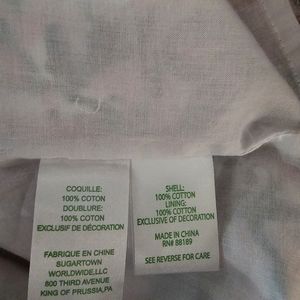 COQUILLE:
100% COTON
DOUBLURE:
100% COTON
EXCLUSIF DE DÉCORATION
FABRIQUE EN CHINE
SUGARTOWN
WORLDWIDE,LLC
800 THIRD AVENUE
KING OF PRUSSIA,PA
SHELL:
100% COTTON
LINING:
100% COTTON
EXCLUSIVE OF DECORATION
MADE IN CHINA
RN# 88189
SEE REVERSE FOR CARE